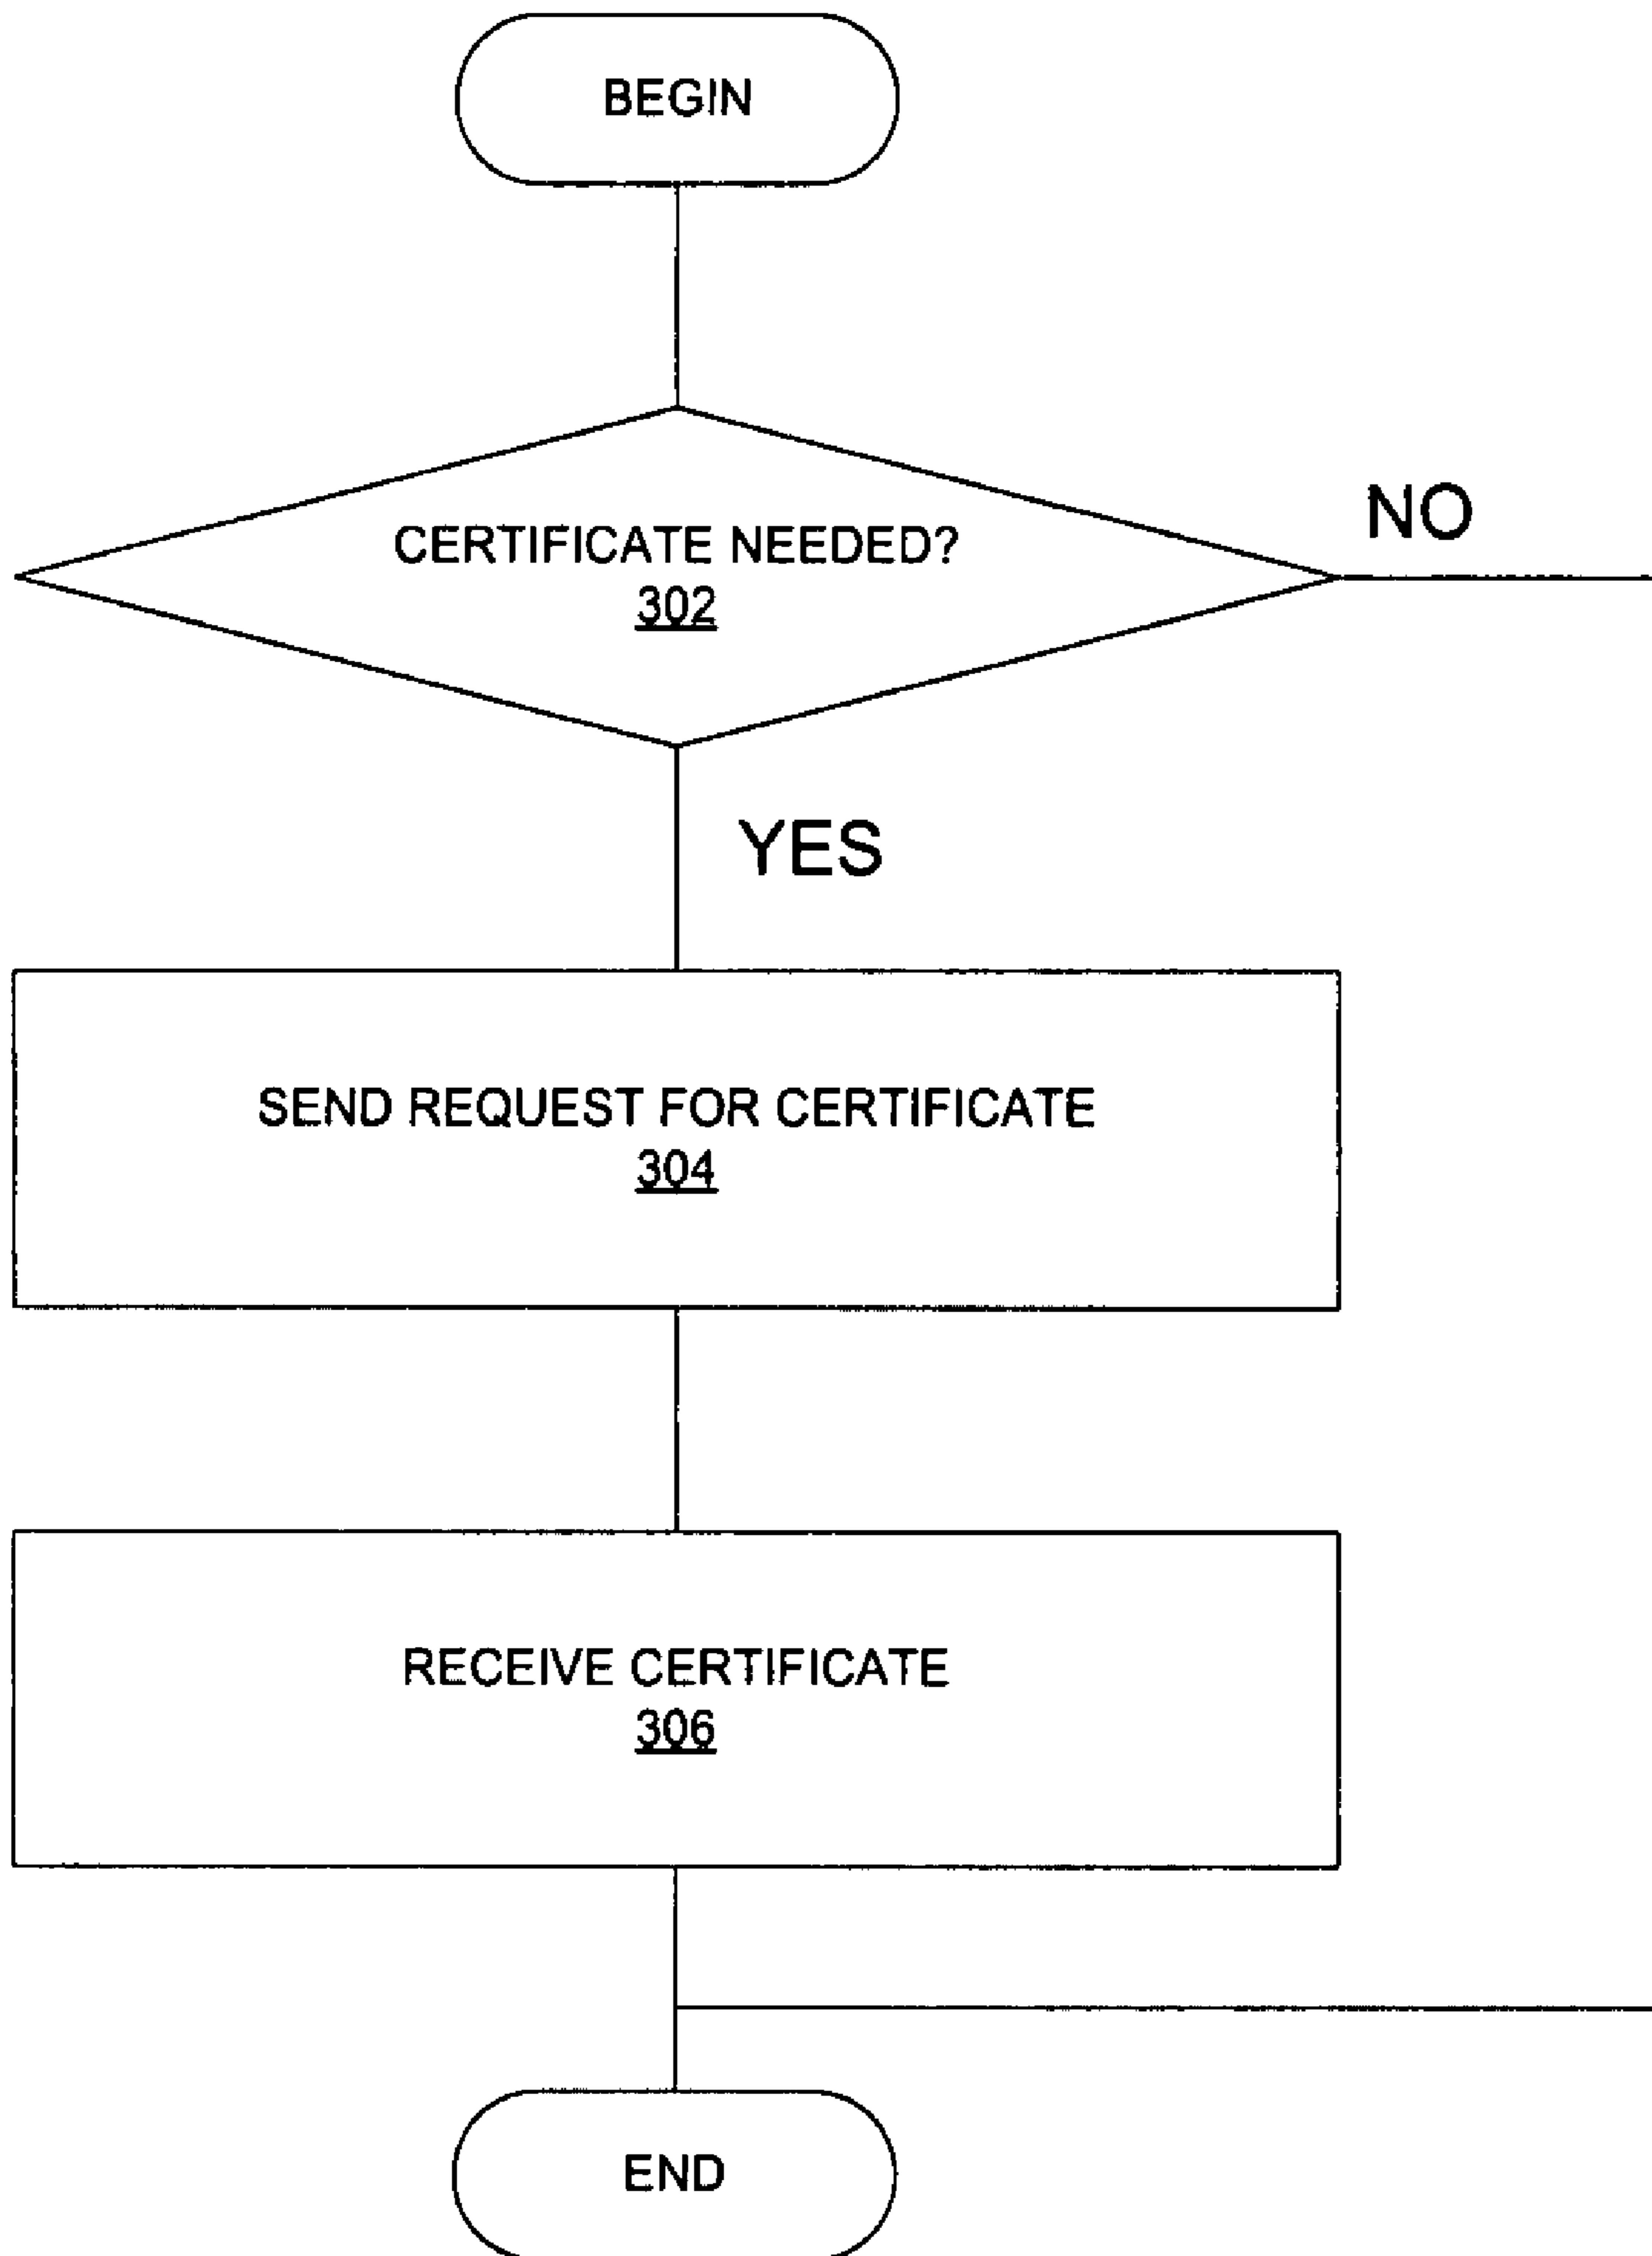 BEGIN
CERTIFICATE NEEDED?
302
NO
YES
SEND REQUEST FOR CERTIFICATE
304
RECEIVE CERTIFICATE
306
END